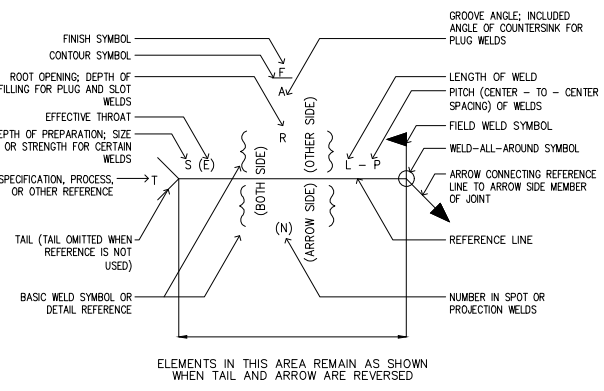 FINISH SYMBOL
CONTOUR SYMBOL
ROOT OPENING; DEPTH OF
FILLING FOR PLUG AND SLOT
WELDS
EFFECTIVE THROAT
DEPTH OF PREPARATION; SIZE
OR STRENGTH FOR CERTAIN
WELDS
SPECIFICATION, PROCESS,
OR OTHER REFERENCE
TAIL (TAIL OMITTED WHEN
REFERENCE IS NOT
USED)
BASIC WELD SYMBOL OR
DETAIL REFERENCE
F
A
R
S (E)
T
(BOTH SIDE)
(OTHER SIDE)
(ARROW SIDE)
(N)
L - P
GROOVE ANGLE; INCLUDED
ANGLE OF COUNTERSINK FOR
PLUG WELDS
LENGTH OF WELD
PITCH (CENTER - TO - CENTER
SPACING) OF WELDS
FIELD WELD SYMBOL
WELD-ALL-AROUND SYMBOL
ARROW CONNECTING REFERENCE
LINE TO ARROW SIDE MEMBER
OF JOINT
REFERENCE LINE
NUMBER IN SPOT OR
PROJECTION WELDS
ELEMENTS IN THIS AREA REMAIN AS SHOWN
WHEN TAIL AND ARROW ARE REVERSED